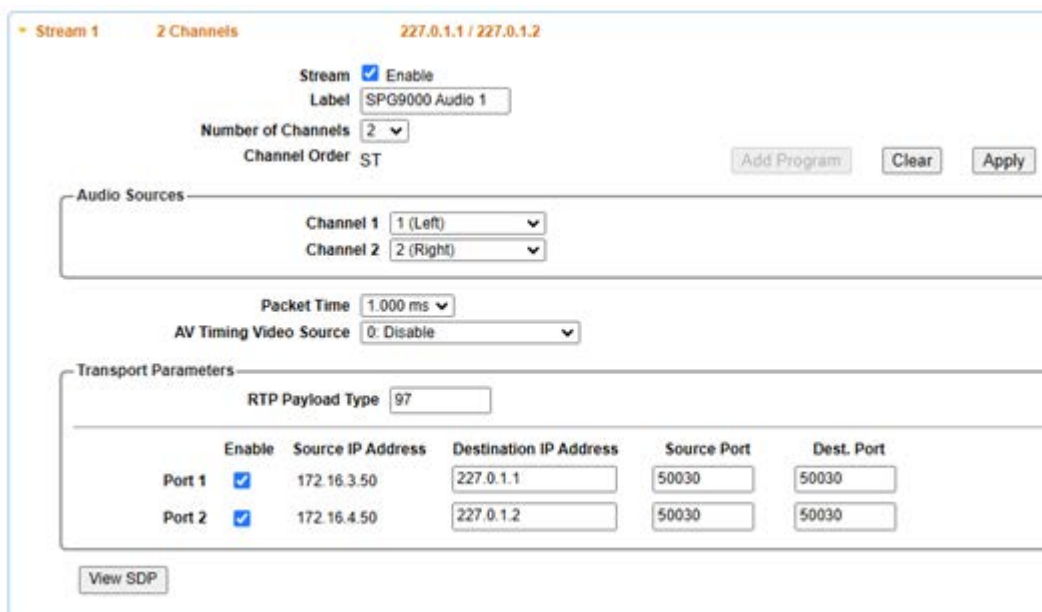 Stream 1 2 Channels 227.0.1.1 / 227.0.1.2
Stream Enable
Label SPG9000 Audio 1
Number of Channels 2
Channel Order ST Add Program Clear Apply
Audio Sources
Channel 1 1 (Left)
Channel 2 2 (Right)
Packet Time 1.000 ms
AV Timing Video Source 0: Disable
Transport Parameters
RTP Payload Type 97
Enable Source IP Address Destination IP Address Source Port Dest. Port
Port 1 172.16.3.50 227.0.1.1 50030 50030
Port 2 172.16.4.50 227.0.1.2 50030 50030
View SDP